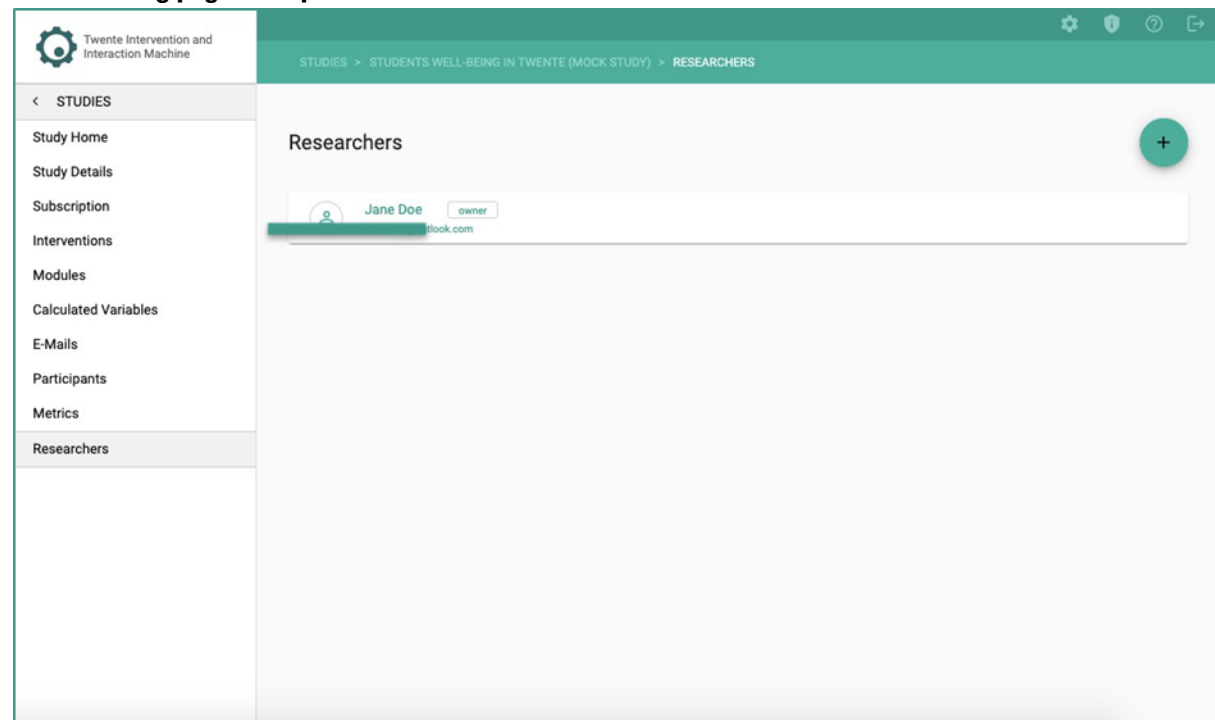 Twente Intervention and
Interaction Machine
STUDIES > STUDENTS WELL-BEING IN TWENTE (MOCK STUDY) > RESEARCHERS
< STUDIES
Study Home
Study Details
Subscription
Interventions
Modules
Calculated Variables
E-Mails
Participants
Metrics
Researchers
Researchers
+
Jane Doe owner
tlook.com